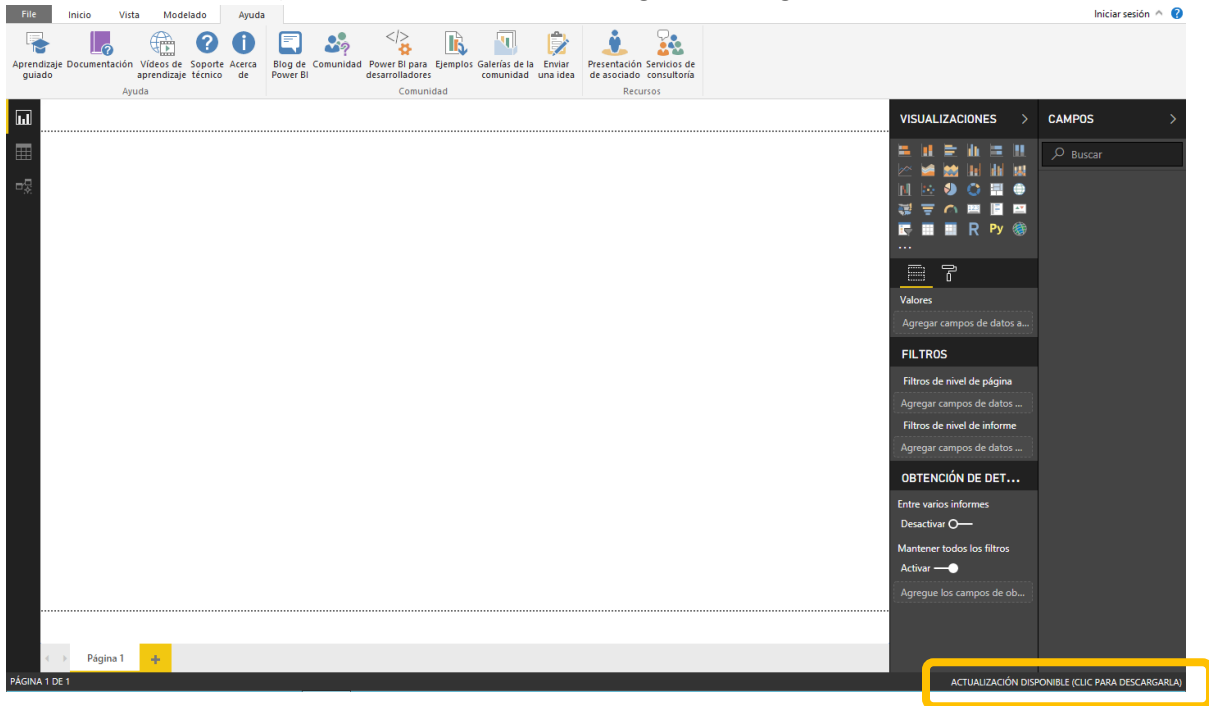 File Inicio Vista Modelado Ayuda
Iniciar sesión
Aprendizaje guiado
Documentación
Vídeos de aprendizaje
Soporte técnico
Acerca de
Blog de Power BI
Comunidad
Power BI para desarrolladores
Ejemplos
Galerías de la comunidad
Enviar una idea
Presentación de asociado
Servicios de consultoría
Ayuda
Comunidad
Recursos
VISUALIZACIONES
R Py
...
Valores
Agregar campos de datos a...
FILTROS
Filtros de nivel de página
Agregar campos de datos ...
Filtros de nivel de informe
Agregar campos de datos ...
OBTENCIÓN DE DET...
Entre varios informes
Desactivar
Mantener todos los filtros
Activar
Agregue los campos de ob...
CAMPOS
Buscar
Página 1 +
PÁGINA 1 DE 1
ACTUALIZACIÓN DISPONIBLE (CLIC PARA DESCARGARLA)